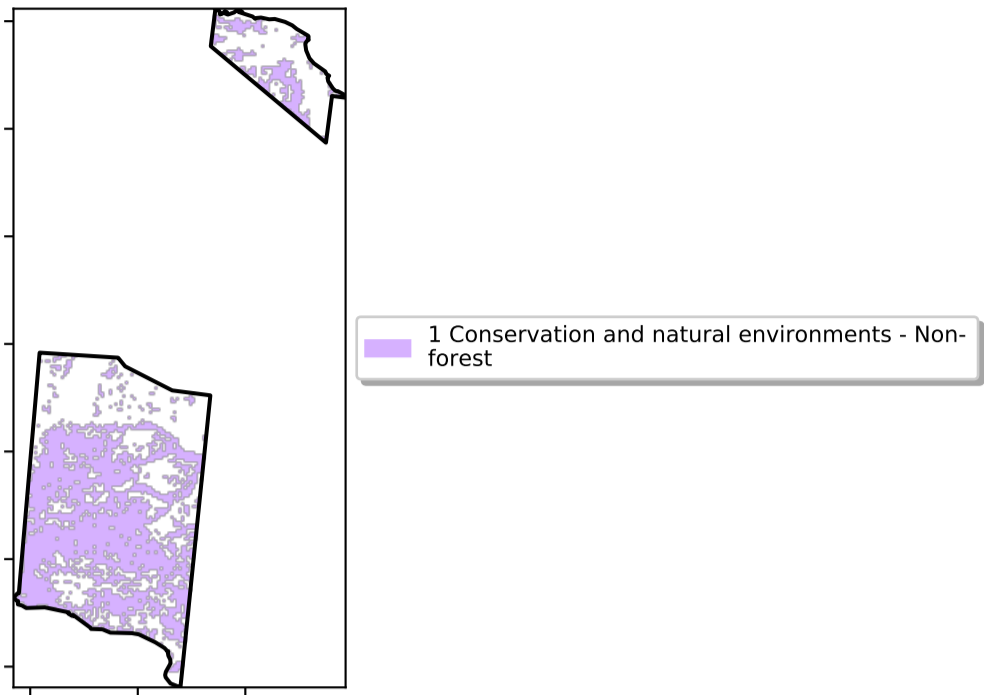 1 Conservation and natural environments - Non-
forest